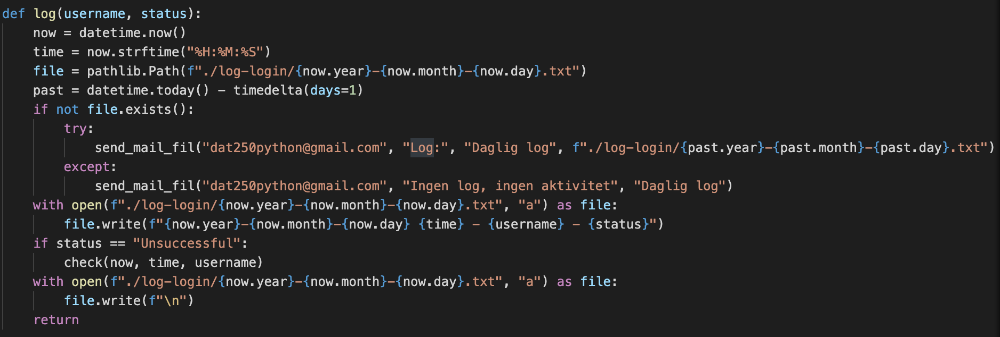 def log(username, status):
    now = datetime.now()
    time = now.strftime("%H:%M:%S")
    file = pathlib.Path(f"./log-login/{now.year}-{now.month}-{now.day}.txt")
    past = datetime.today() - timedelta(days=1)
    if not file.exists():
        try:
            send_mail_fil("dat250python@gmail.com", "Log:", "Daglig log", f"./log-login/{past.year}-{past.month}-{past.day}.txt")
        except:
            send_mail_fil("dat250python@gmail.com", "Ingen log, ingen aktivitet", "Daglig log")
    with open(f"./log-login/{now.year}-{now.month}-{now.day}.txt", "a") as file:
        file.write(f"{now.year}-{now.month}-{now.day} {time} - {username} - {status}")
    if status == "Unsuccessful":
        check(now, time, username)
    with open(f"./log-login/{now.year}-{now.month}-{now.day}.txt", "a") as file:
        file.write(f"\n")
    return